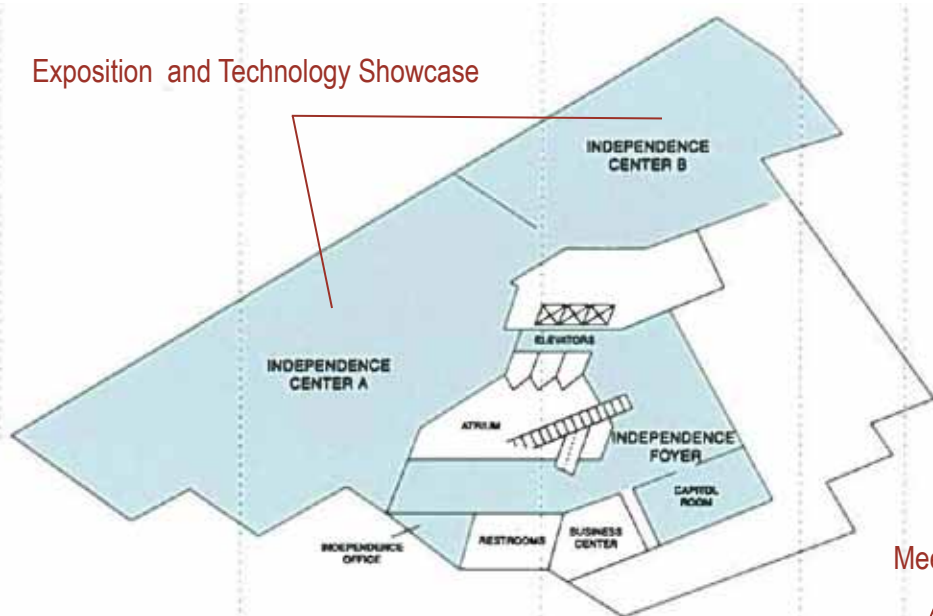 Exposition and Technology Showcase
INDEPENDENCE
CENTER B
INDEPENDENCE
CENTER A
ELEVATORS
ATRIUM
INDEPENDENCE
FOYER
CAPITOL
ROOM
INDEPENDENCE
OFFICE
RESTROOMS
BUSINESS
CENTER